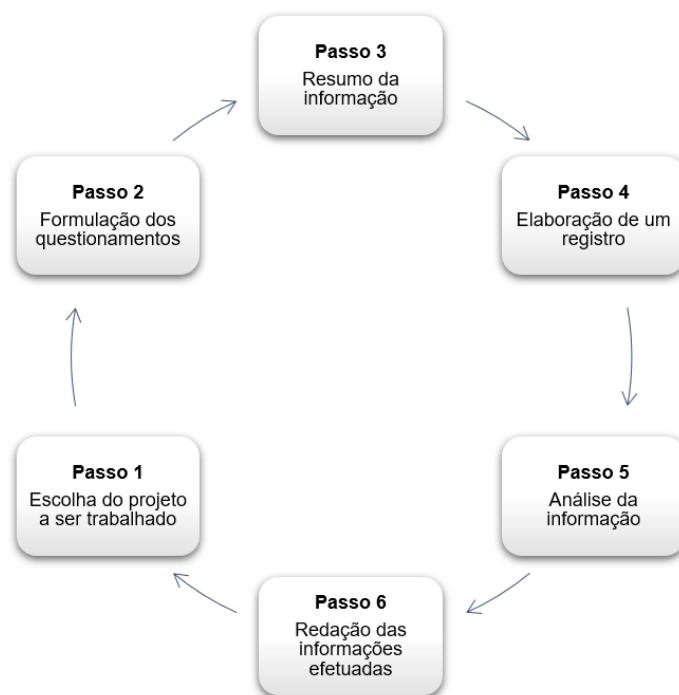 Passo 3
Resumo da
informação
Passo 2
Formulação dos
questionamentos
Passo 4
Elaboração de um
registro
Passo 1
Escolha do projeto
a ser trabalhado
Passo 5
Análise da
informação
Passo 6
Redação das
informações
efetuadas